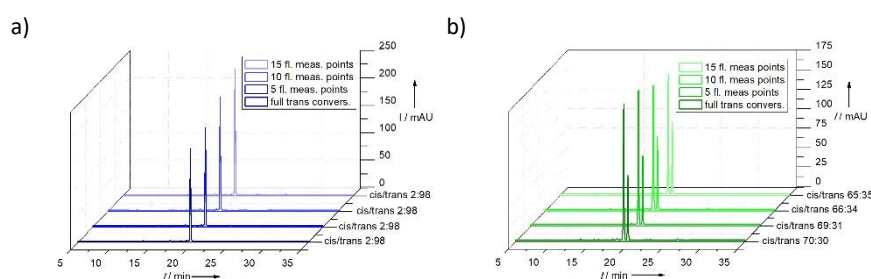 a)
250
200
150
100
50
0
I / mAU
15 fl. meas. points
10 fl. meas. points
5 fl. meas. points
full trans convers.
cis/trans 2:98
cis/trans 2:98
cis/trans 2:98
cis/trans 2:98
5 10 15 20 25 30 35
t / min
b)
175
150
125
100
75
50
25
0
I / mAU
15 fl. meas points
10 fl. meas. points
5 fl. meas. points
full trans convers.
cis/trans 65:35
cis/trans 66:34
cis/trans 69:31
cis/trans 70:30
5 10 15 20 25 30 35
t / min